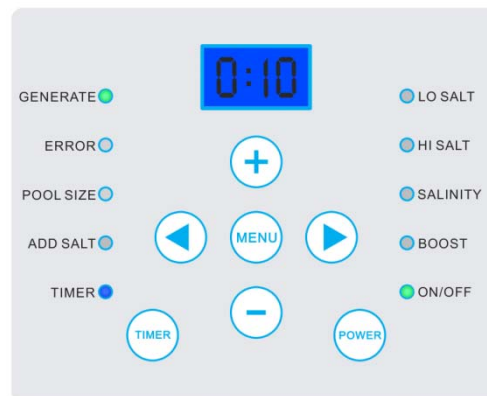 0:10
GENERATE
LO SALT
ERROR
HI SALT
POOL SIZE
SALINITY
ADD SALT
MENU
BOOST
TIMER
ON/OFF
TIMER
POWER